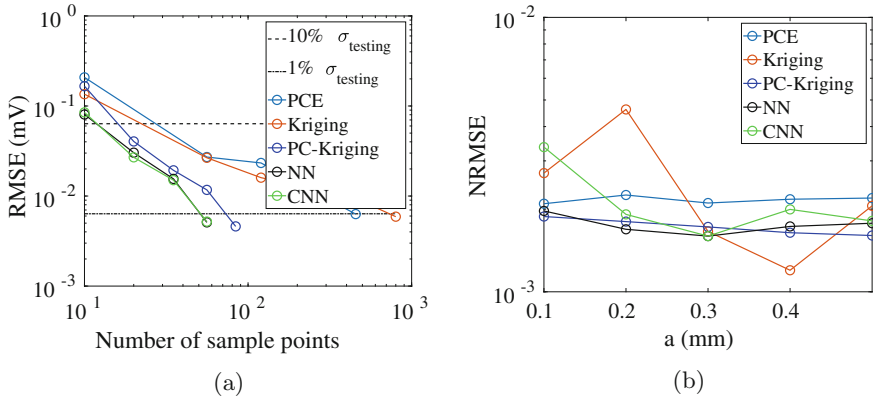 10^0
10^-1
10^-2
10^-3
RMSE (mV)
10^1
10^2
10^3
Number of sample points
10% σ_testing
1% σ_testing
PCE
Kriging
PC-Kriging
NN
CNN
(a)
10^-2
10^-3
NRMSE
0.1
0.2
0.3
0.4
a (mm)
PCE
Kriging
PC-Kriging
NN
CNN
(b)